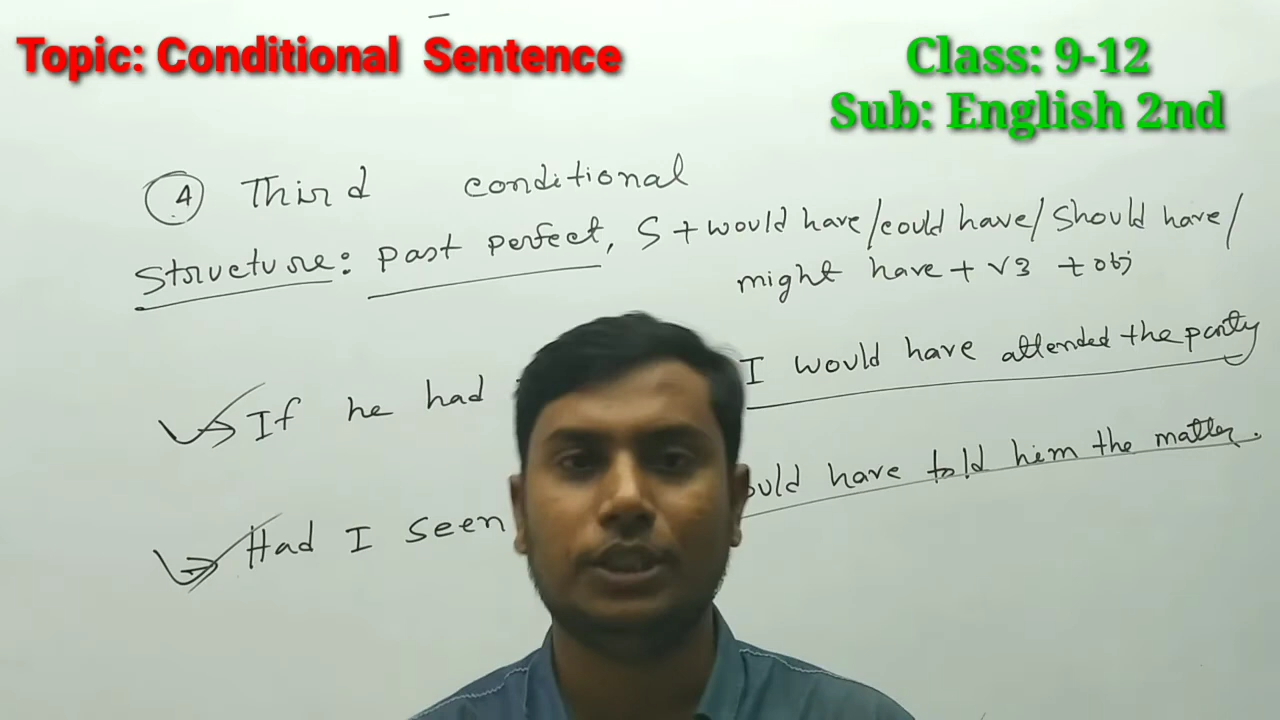 Topic: Conditional Sentence
Class: 9-12
Sub: English 2nd
4 Third conditional
Structure: past perfect, S + would have/could have/should have/
might have + v3 + obj
If he had I would have attended the party
Had I seen have told him the matter.